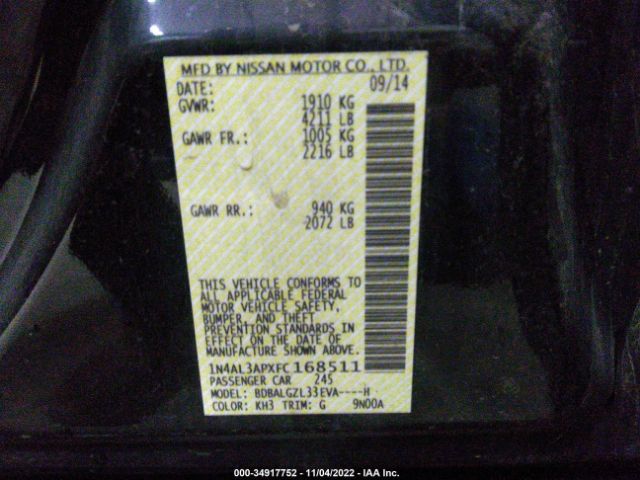 MFD BY NISSAN MOTOR CO., LTD.
DATE: 09/14
GVWR: 1910 KG
4211 LB
GAWR FR.: 1005 KG
2216 LB
GAWR RR.: 940 KG
2072 LB
THIS VEHICLE CONFORMS TO
ALL APPLICABLE FEDERAL
MOTOR VEHICLE SAFETY,
BUMPER, AND THEFT
PREVENTION STANDARDS IN
EFFECT ON THE DATE OF
MANUFACTURE SHOWN ABOVE.
1N4AL3APXFC168511
PASSENGER CAR 245
MODEL: BDBALGZL33EVA----H
COLOR: KH3 TRIM: G 9N00A
000-34917752 - 11/04/2022 - IAA Inc.